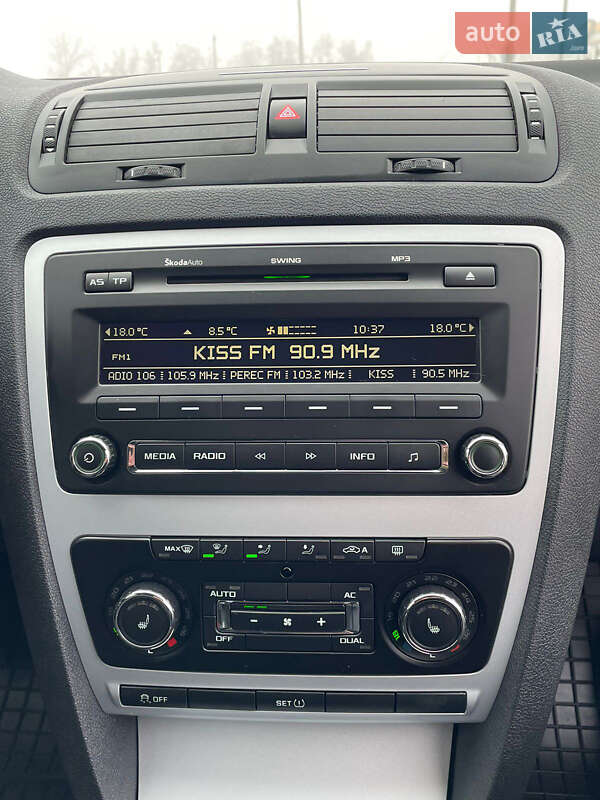 auto RIA.com
ŠkodaAuto SWING MP3
AS TP
18.0 °C 8.5 °C 10:37 18.0 °C
FM1 KISS FM 90.9 MHz
ADIO 106 105.9 MHz PEREC FM 103.2 MHz KISS 90.5 MHz
MEDIA RADIO INFO
MAX A
AUTO AC
OFF DUAL
OFF SET